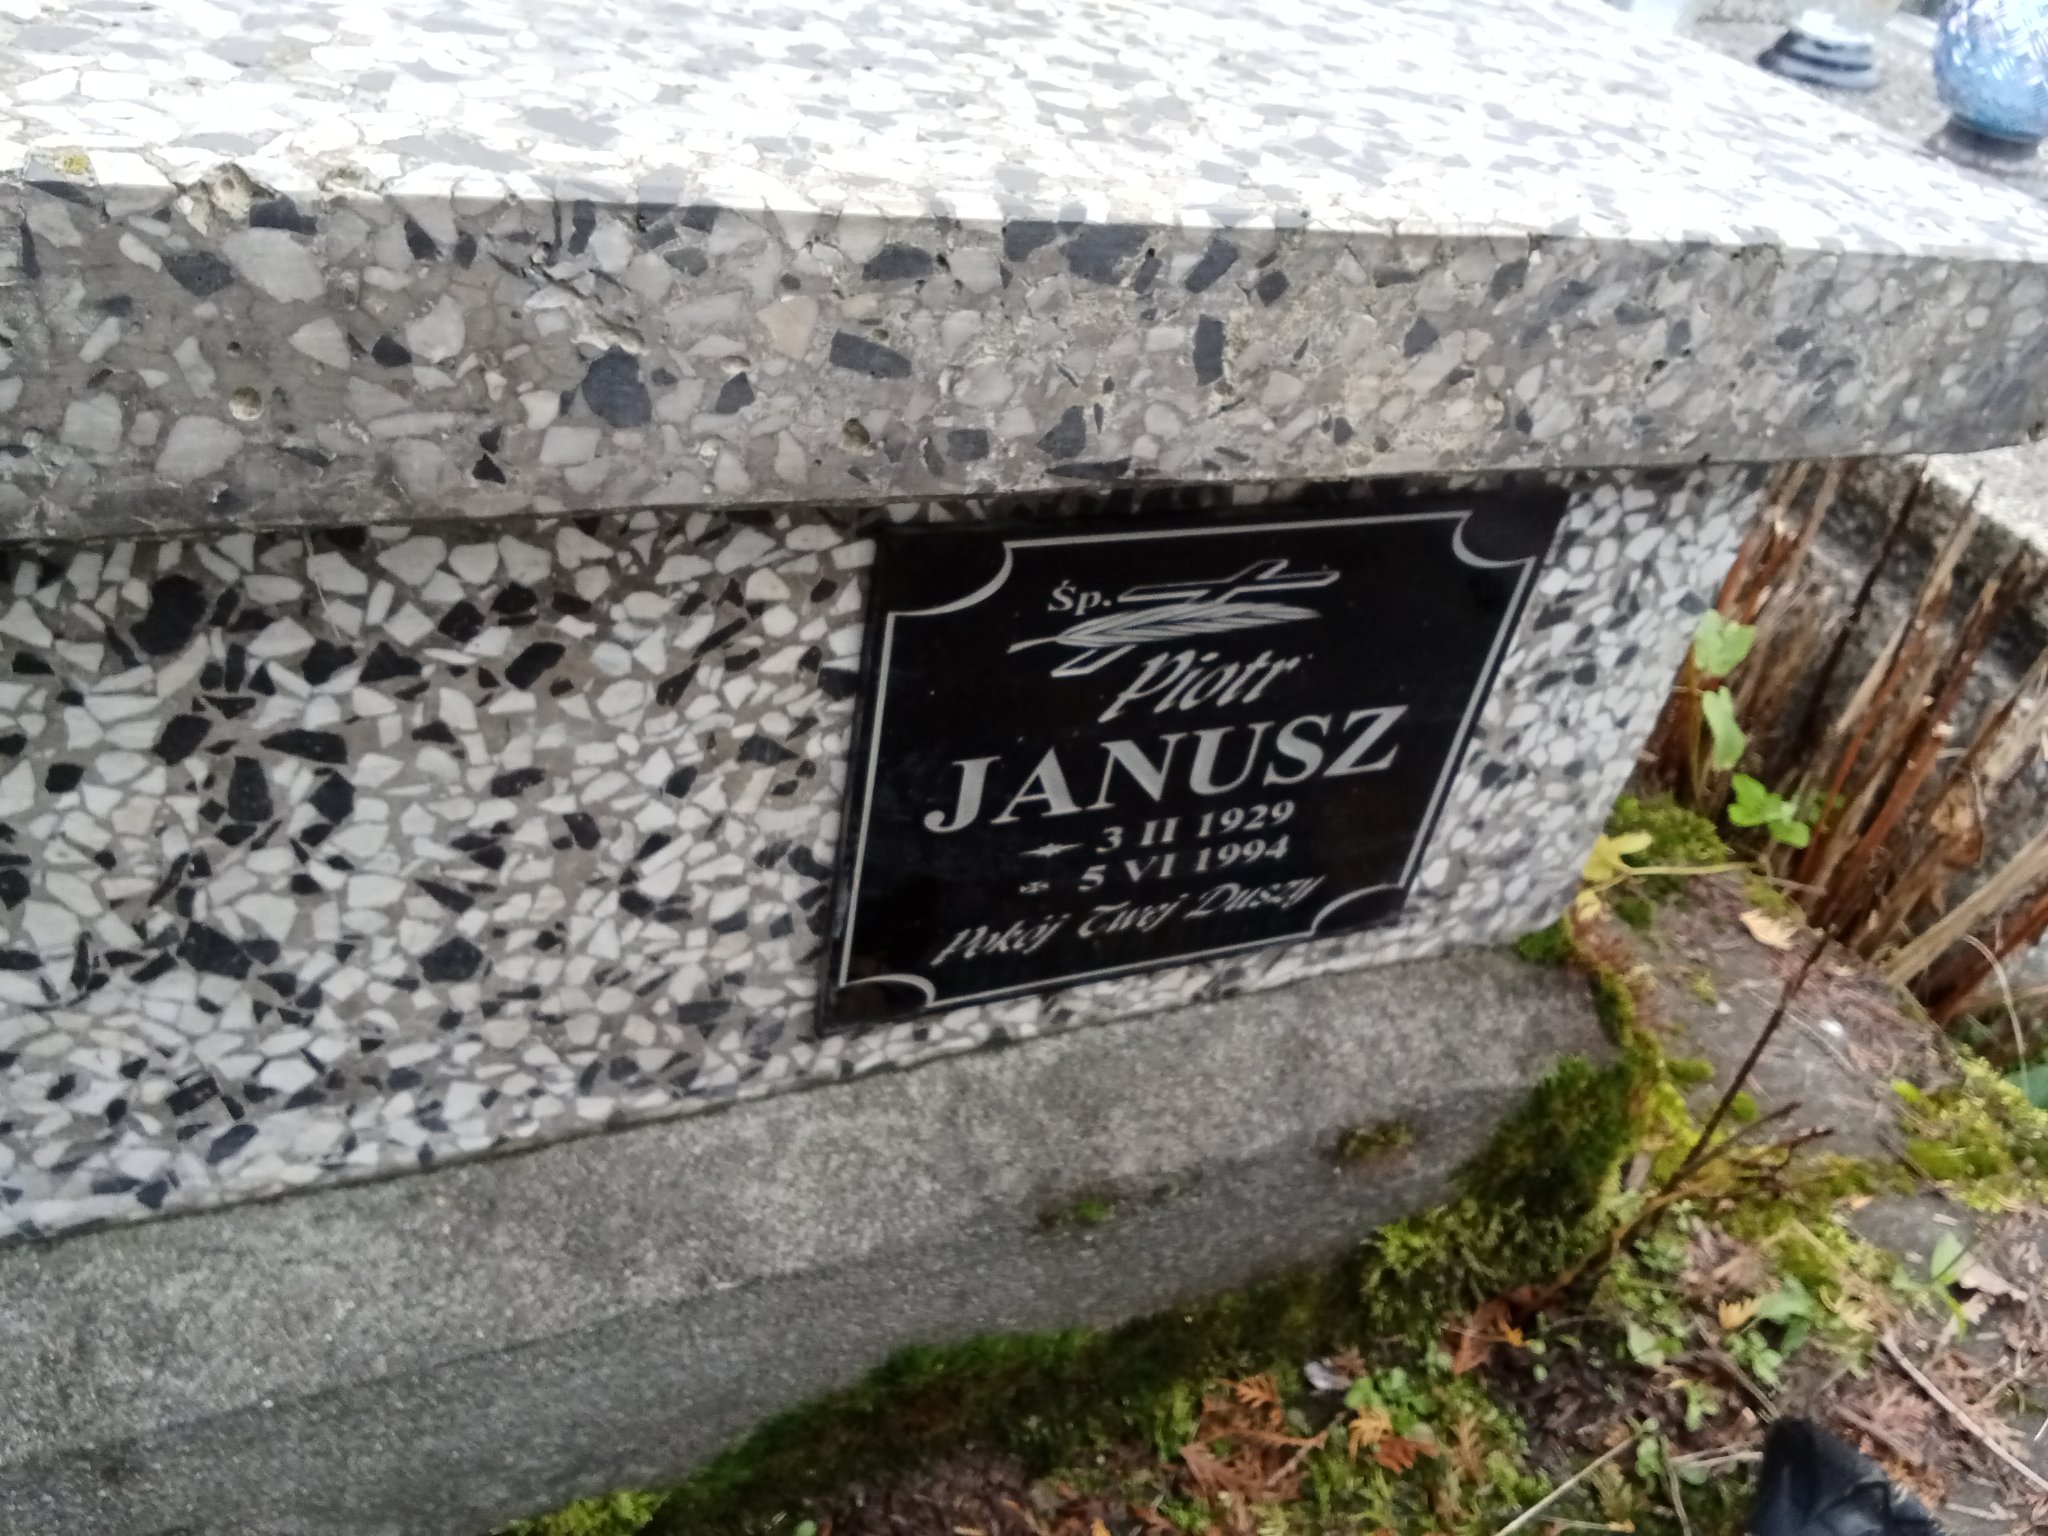 Śp.
Piotr
JANUSZ
3 II 1929
5 VI 1994
Pokój Twej Duszy